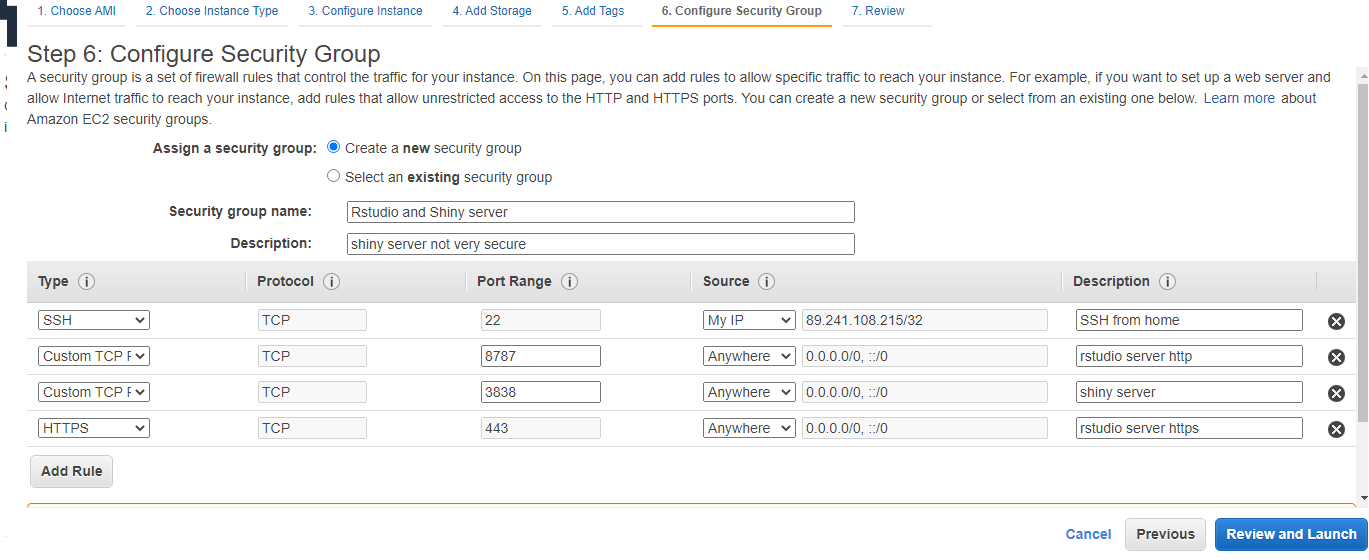 1. Choose AMI 2. Choose Instance Type 3. Configure Instance 4. Add Storage 5. Add Tags 6. Configure Security Group 7. Review
Step 6: Configure Security Group
A security group is a set of firewall rules that control the traffic for your instance. On this page, you can add rules to allow specific traffic to reach your instance. For example, if you want to set up a web server and
allow Internet traffic to reach your instance, add rules that allow unrestricted access to the HTTP and HTTPS ports. You can create a new security group or select from an existing one below. Learn more about
Amazon EC2 security groups.
Assign a security group: Create a new security group
Select an existing security group
Security group name: Rstudio and Shiny server
Description: shiny server not very secure
Type i Protocol i Port Range i Source i Description i
SSH TCP 22 My IP 89.241.108.215/32 SSH from home
Custom TCP TCP 8787 Anywhere 0.0.0.0/0, ::/0 rstudio server http
Custom TCP TCP 3838 Anywhere 0.0.0.0/0, ::/0 shiny server
HTTPS TCP 443 Anywhere 0.0.0.0/0, ::/0 rstudio server https
Add Rule
Cancel Previous Review and Launch